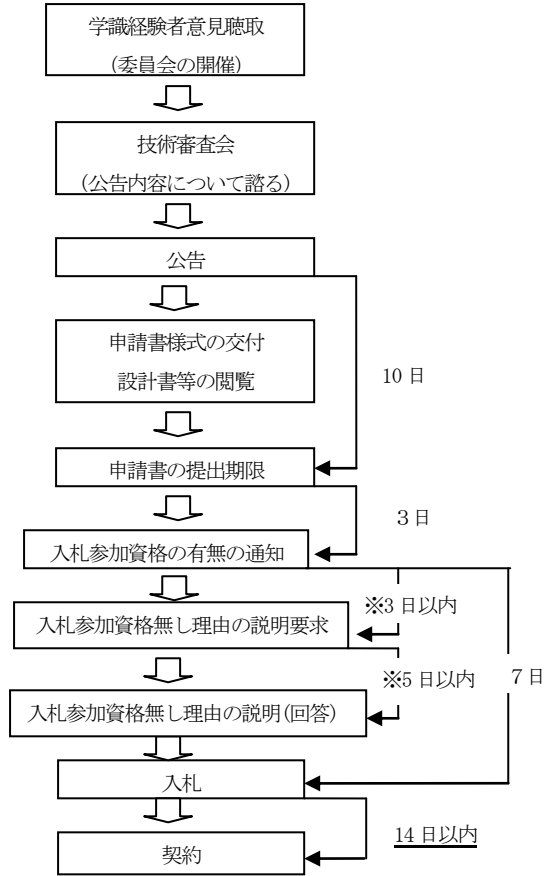 学識経験者意見聴取
(委員会の開催)
技術審査会
(公告内容について諮る)
公告
申請書様式の交付
設計書等の閲覧
10 日
申請書の提出期限
3 日
入札参加資格の有無の通知
※3 日以内
入札参加資格無し理由の説明要求
※5 日以内
7 日
入札参加資格無し理由の説明(回答)
入札
14 日以内
契約